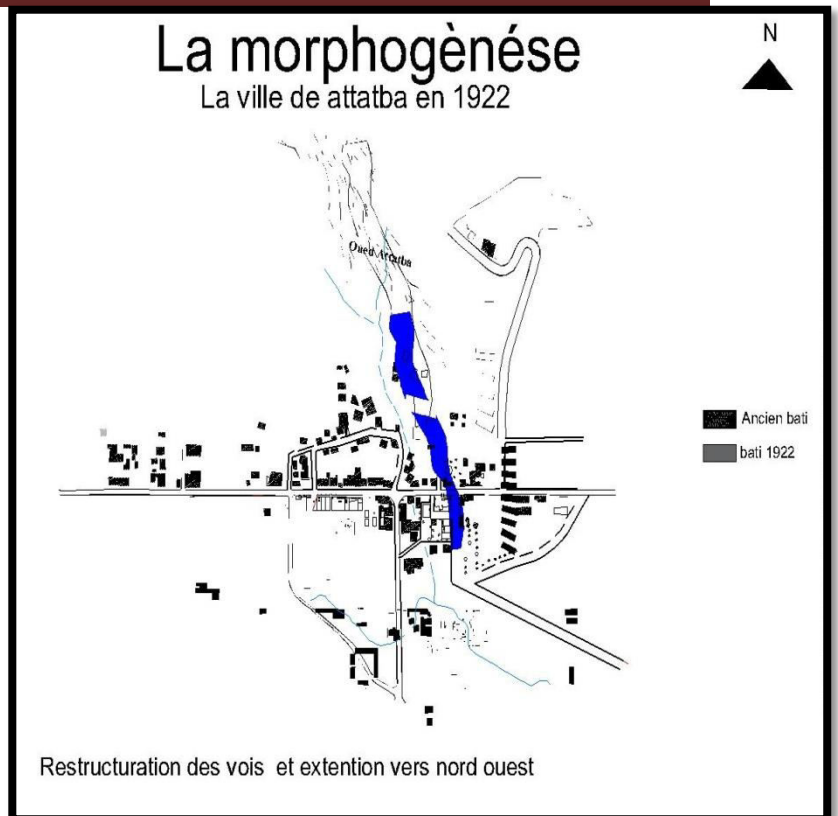 La morphogènése
La ville de attatba en 1922
N
Oued Attatba
Ancien bati
bati 1922
Restructuration des vois et extention vers nord ouest